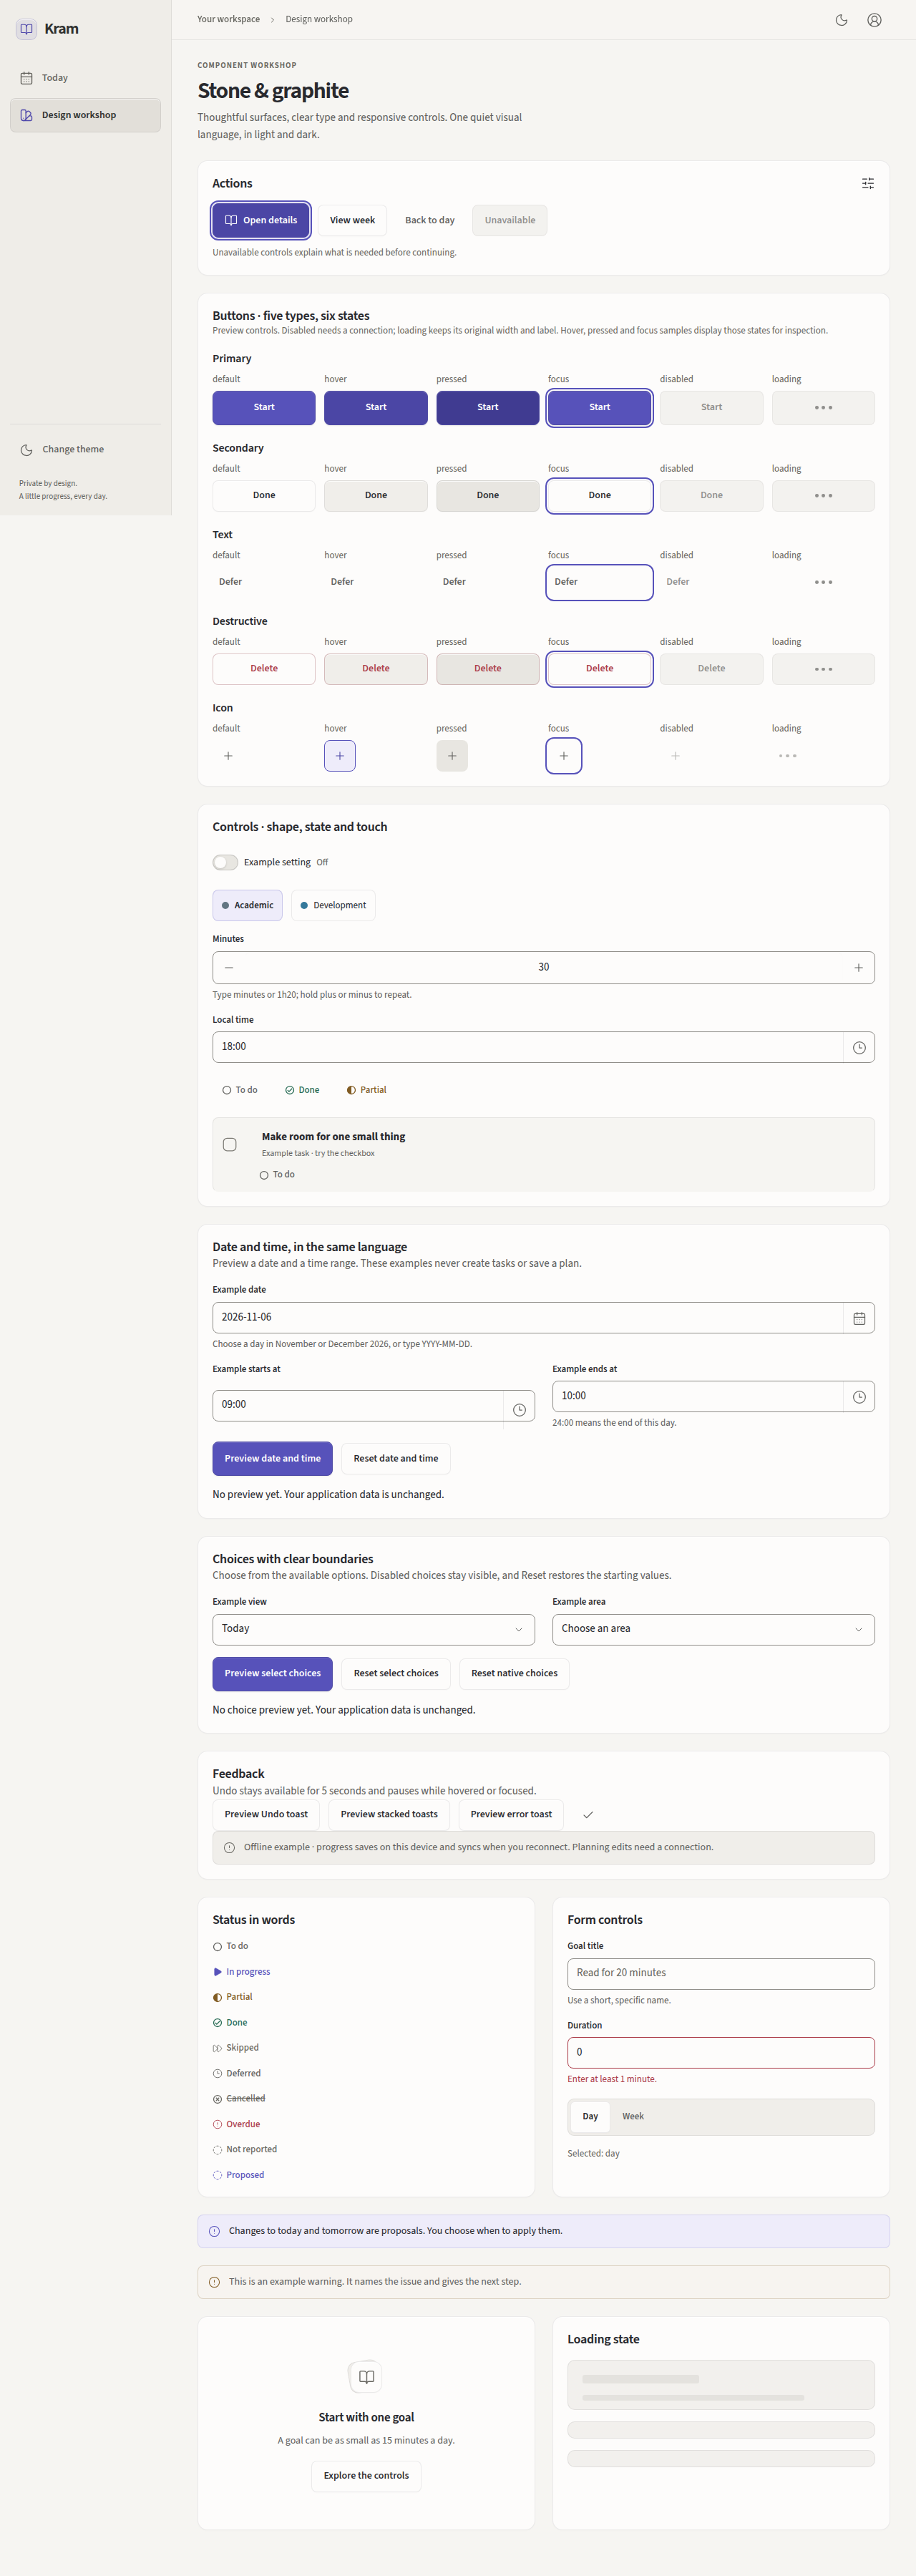 Kram
Today
Design workshop
Change theme
Private by design.
A little progress, every day.
Your workspace > Design workshop
COMPONENT WORKSHOP
Stone & graphite
Thoughtful surfaces, clear type and responsive controls. One quiet visual
language, in light and dark.
Actions
Open details View week Back to day Unavailable
Unavailable controls explain what is needed before continuing.
Buttons · five types, six states
Preview controls. Disabled needs a connection; loading keeps its original width and label. Hover, pressed and focus samples display those states for inspection.
Primary
default hover pressed focus disabled loading
Start Start Start Start Start
Secondary
default hover pressed focus disabled loading
Done Done Done Done Done
Text
default hover pressed focus disabled loading
Defer Defer Defer Defer Defer
Destructive
default hover pressed focus disabled loading
Delete Delete Delete Delete Delete
Icon
default hover pressed focus disabled loading
Controls · shape, state and touch
Example setting Off
Academic Development
Minutes
30
Type minutes or 1h20; hold plus or minus to repeat.
Local time
18:00
To do Done Partial
Make room for one small thing
Example task · try the checkbox
To do
Date and time, in the same language
Preview a date and a time range. These examples never create tasks or save a plan.
Example date
2026-11-06
Choose a day in November or December 2026, or type YYYY-MM-DD.
Example starts at Example ends at
09:00 10:00
24:00 means the end of this day.
Preview date and time Reset date and time
No preview yet. Your application data is unchanged.
Choices with clear boundaries
Choose from the available options. Disabled choices stay visible, and Reset restores the starting values.
Example view Example area
Today Choose an area
Preview select choices Reset select choices Reset native choices
No choice preview yet. Your application data is unchanged.
Feedback
Undo stays available for 5 seconds and pauses while hovered or focused.
Preview Undo toast Preview stacked toasts Preview error toast
Offline example · progress saves on this device and syncs when you reconnect. Planning edits need a connection.
Status in words
To do
In progress
Partial
Done
Skipped
Deferred
Cancelled
Overdue
Not reported
Proposed
Form controls
Goal title
Read for 20 minutes
Use a short, specific name.
Duration
0
Enter at least 1 minute.
Day Week
Selected: day
Changes to today and tomorrow are proposals. You choose when to apply them.
This is an example warning. It names the issue and gives the next step.
Start with one goal
A goal can be as small as 15 minutes a day.
Explore the controls
Loading state